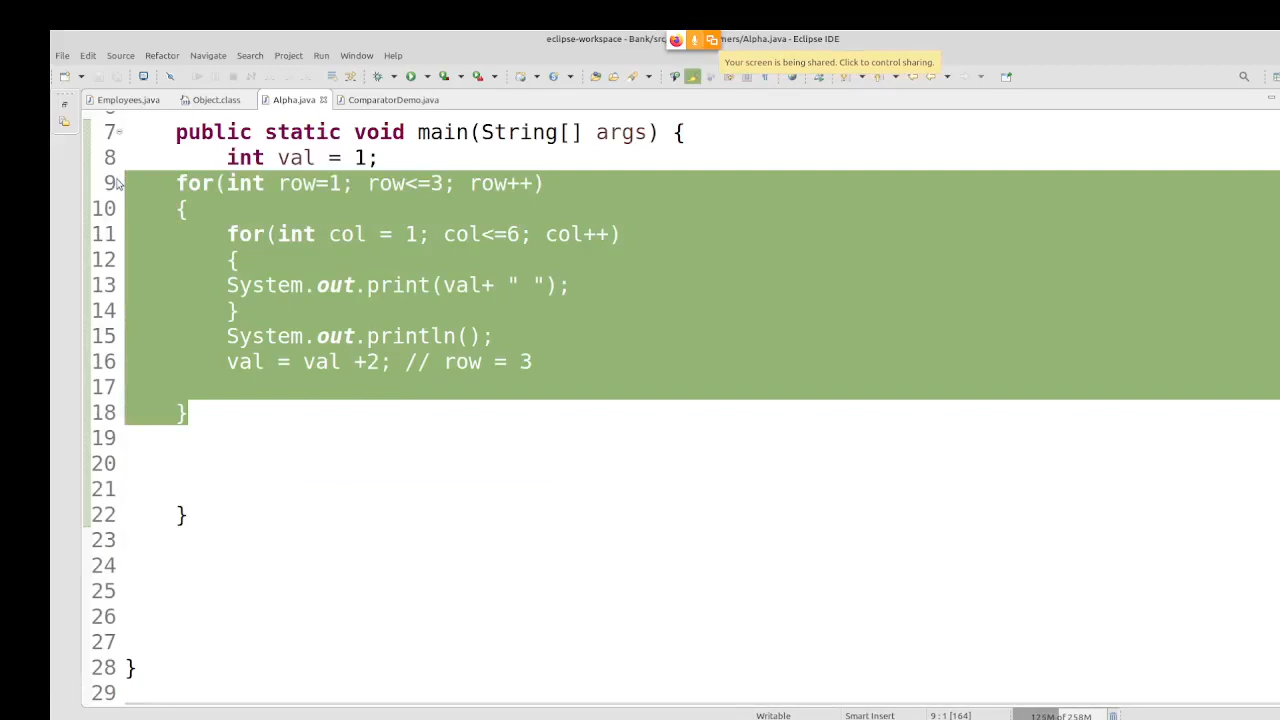 eclipse-workspace - Bank/src mers/Alpha.java - Eclipse IDE
Your screen is being shared. Click to control sharing.
File Edit Source Refactor Navigate Search Project Run Window Help
Employees.java Object.class Alpha.java ComparatorDemo.java
7 public static void main(String[] args) {
8 int val = 1;
9 for(int row=1; row<=3; row++)
10 {
11 for(int col = 1; col<=6; col++)
12 {
13 System.out.print(val+ " ");
14 }
15 System.out.println();
16 val = val +2; // row = 3
17
18 }
19
20
21
22 }
23
24
25
26
27
28 }
29
Writable Smart Insert 9 : 1 [164] 125M of 258M